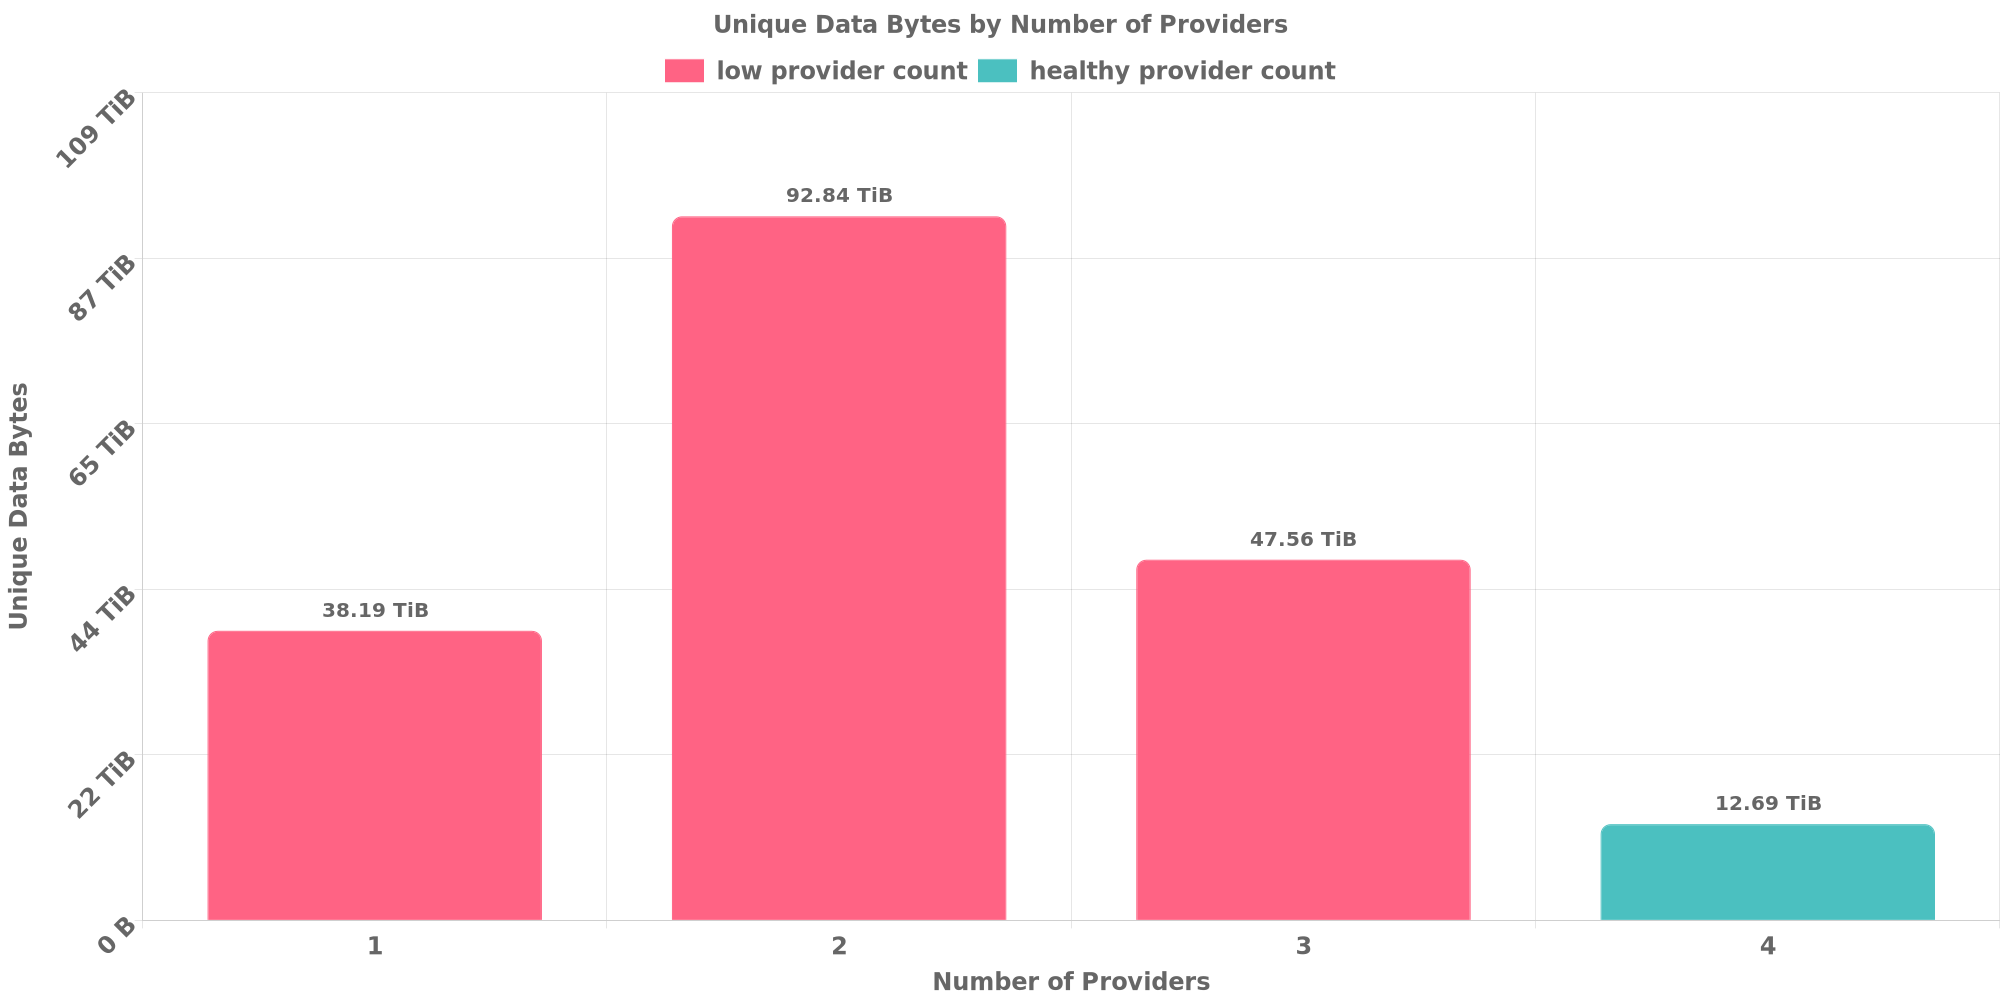 Unique Data Bytes by Number of Providers
low provider count
healthy provider count
109 TiB
87 TiB
65 TiB
44 TiB
22 TiB
0 B
Unique Data Bytes
38.19 TiB
92.84 TiB
47.56 TiB
12.69 TiB
1
2
3
4
Number of Providers